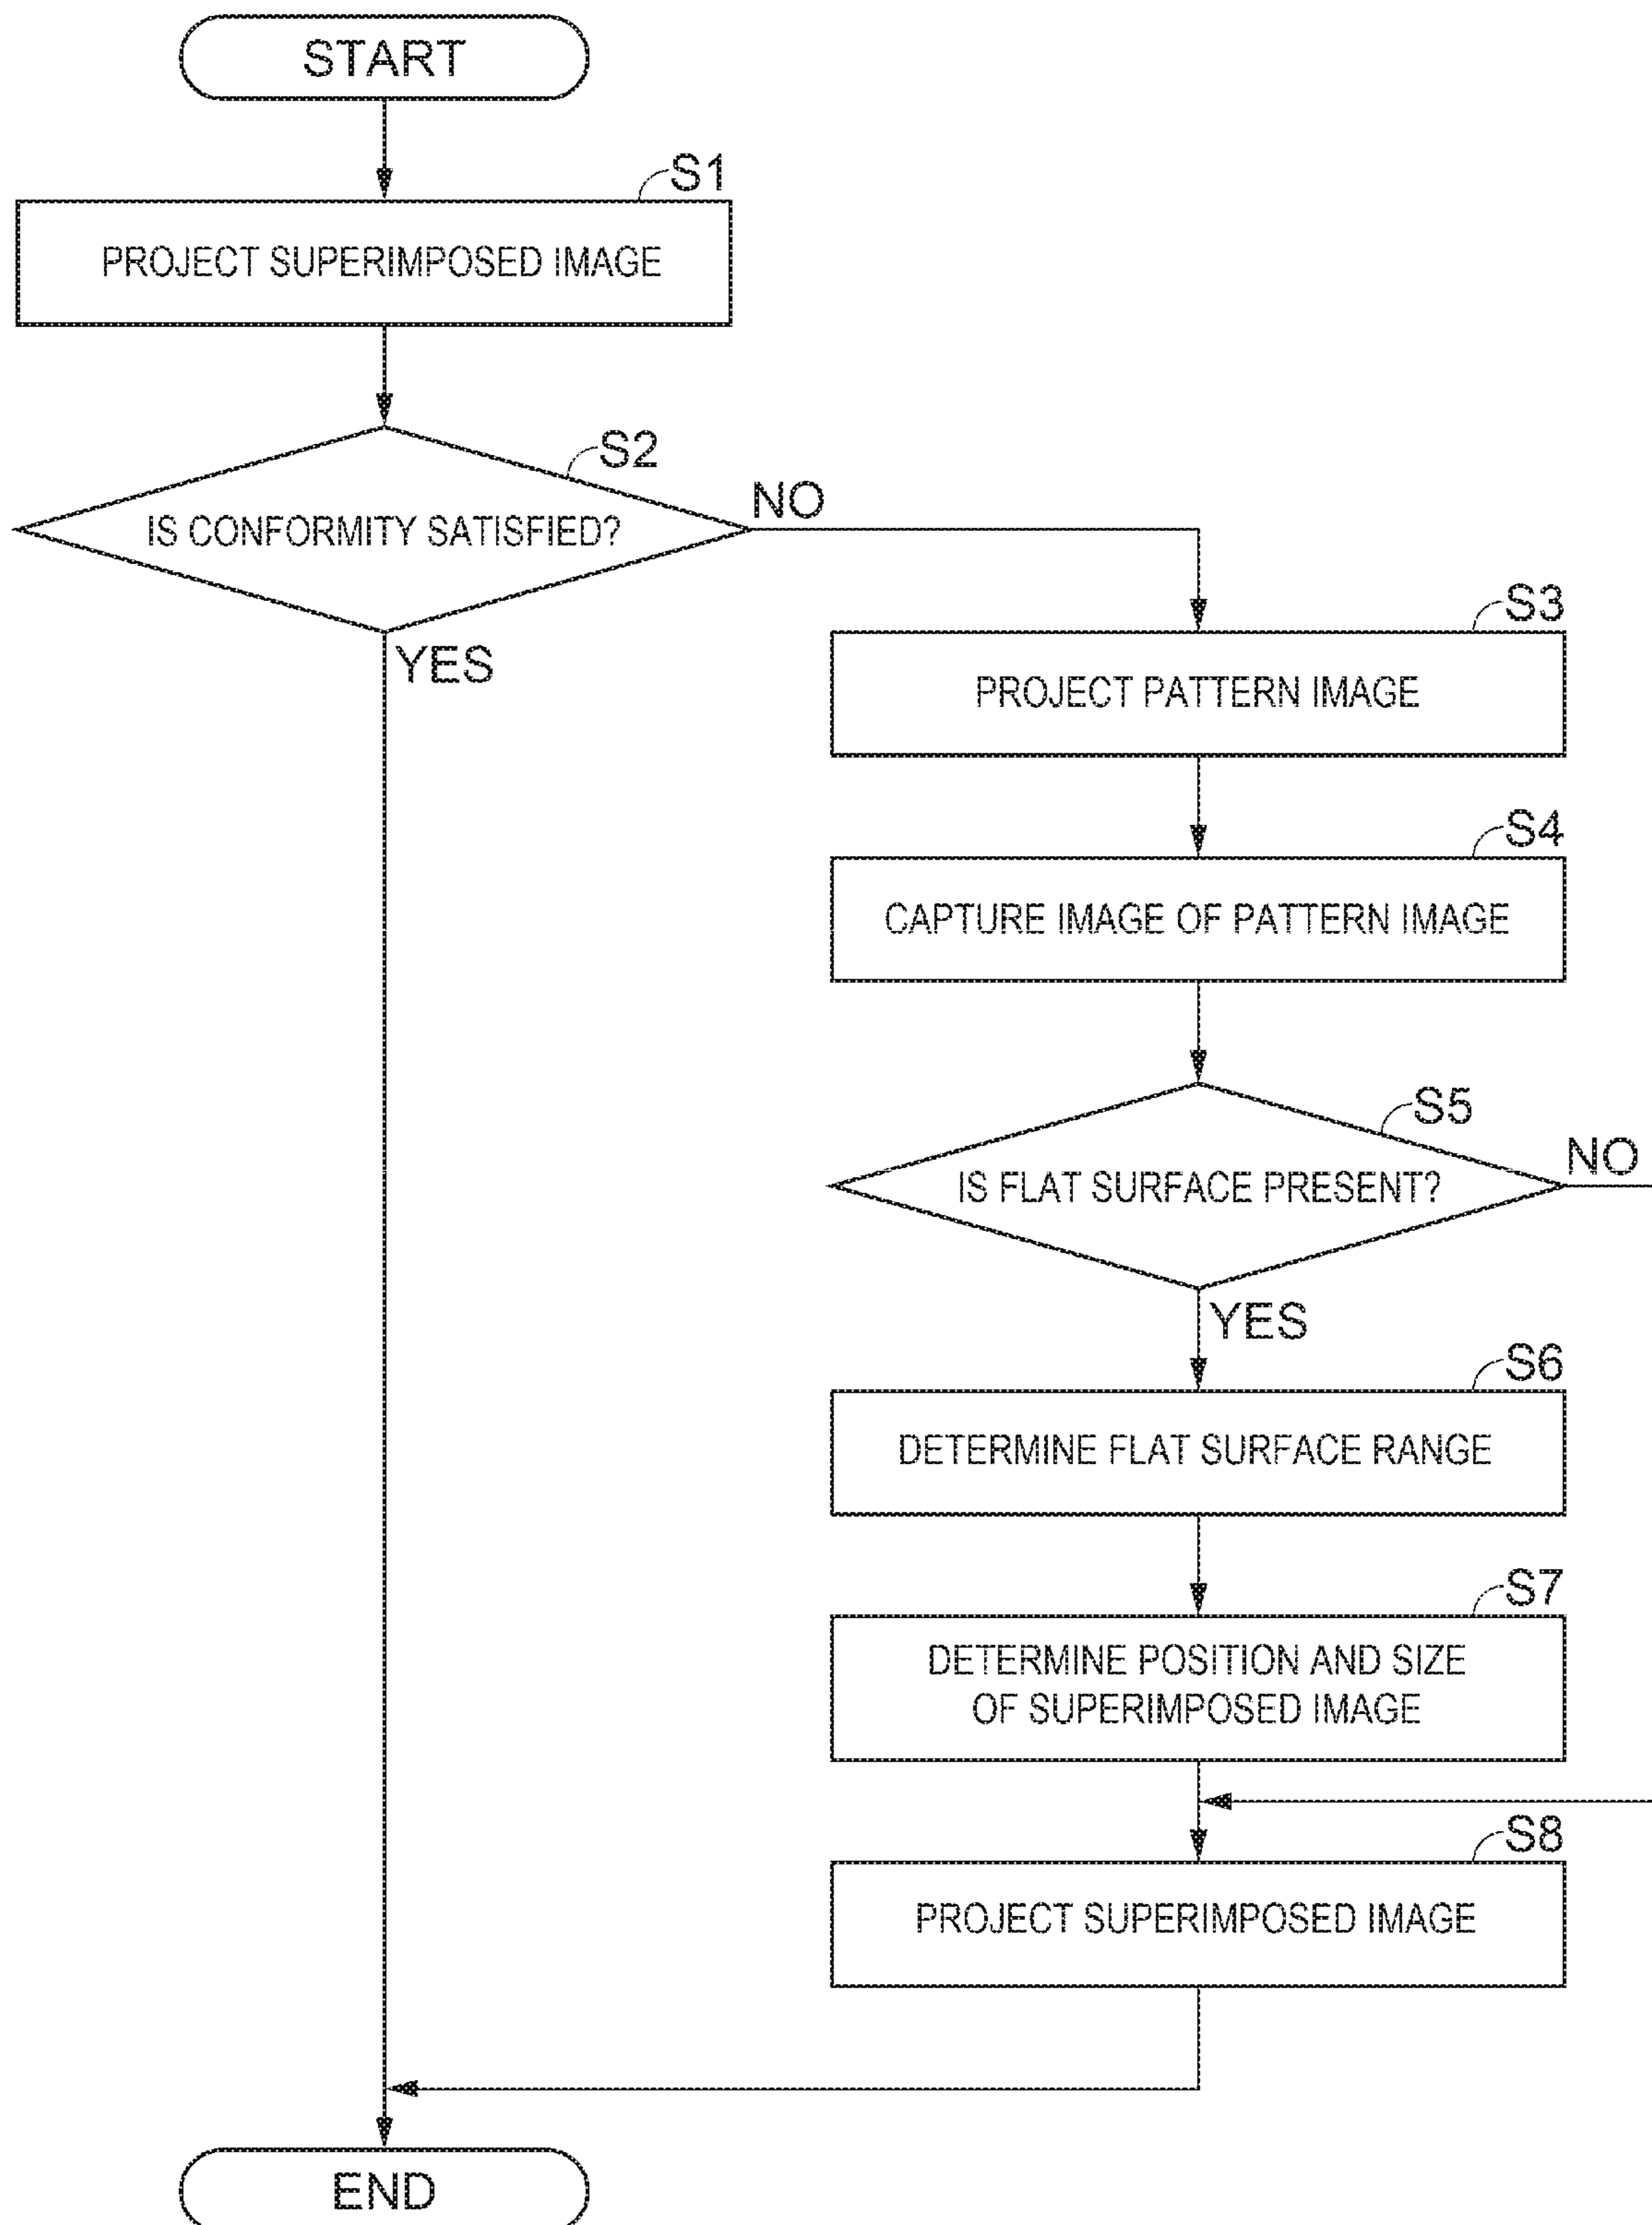 START
S1
PROJECT SUPERIMPOSED IMAGE
S2
IS CONFORMITY SATISFIED?
NO
YES
S3
PROJECT PATTERN IMAGE
S4
CAPTURE IMAGE OF PATTERN IMAGE
S5
IS FLAT SURFACE PRESENT?
NO
YES
S6
DETERMINE FLAT SURFACE RANGE
S7
DETERMINE POSITION AND SIZE
OF SUPERIMPOSED IMAGE
S8
PROJECT SUPERIMPOSED IMAGE
END